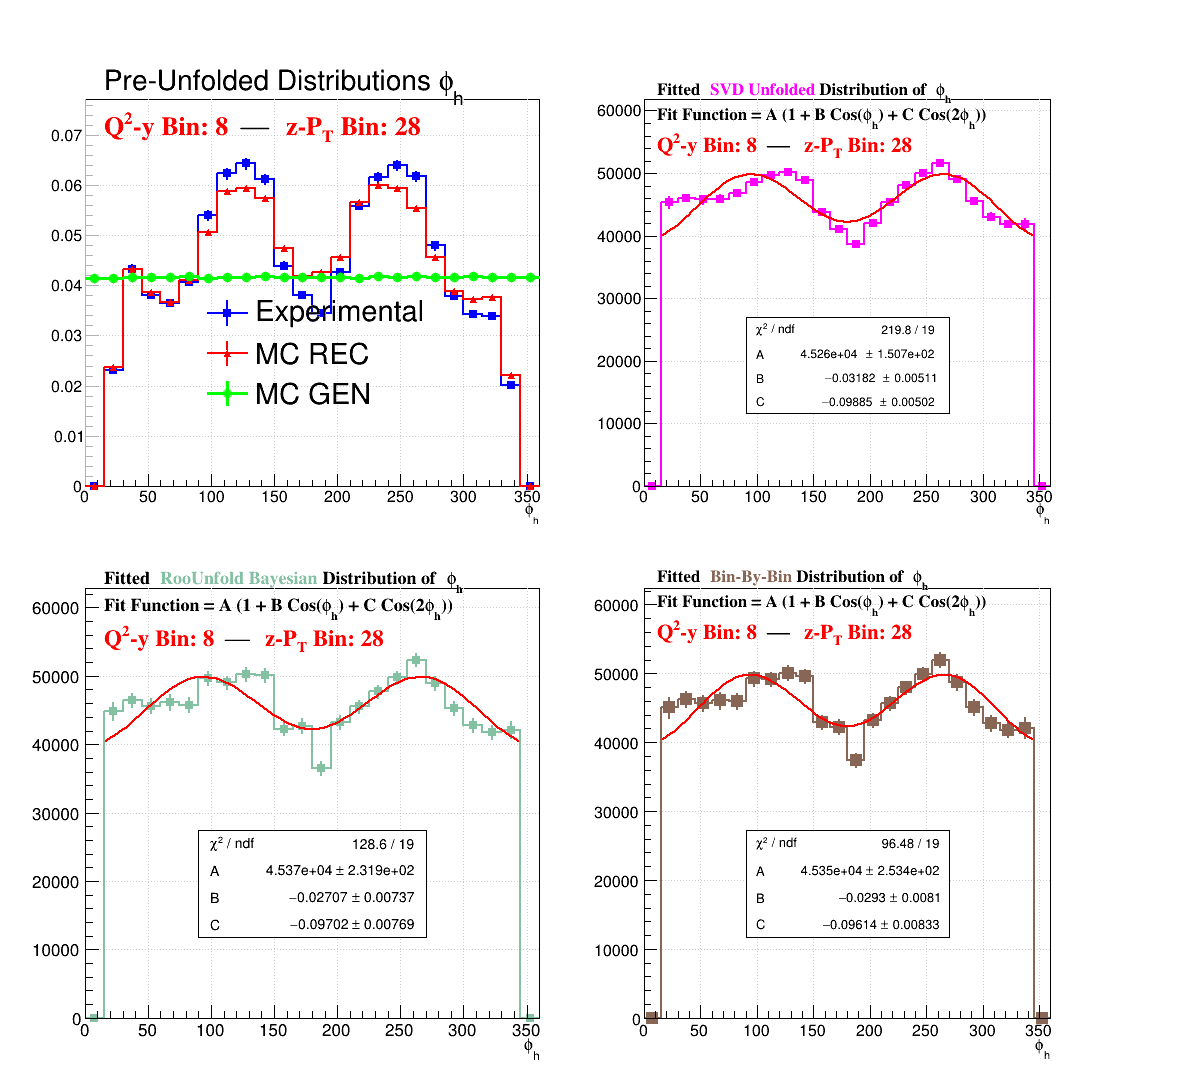 Pre-Unfolded Distributions ϕh
Q²-y Bin: 8 — z-PT Bin: 28
0.07
0.06
0.05
0.04
0.03
0.02
0.01
0
Experimental
MC REC
MC GEN
0 50 100 150 200 250 300 350
ϕh
Fitted SVD Unfolded Distribution of ϕh
Fit Function = A (1 + B Cos(ϕh) + C Cos(2ϕh))
Q²-y Bin: 8 — z-PT Bin: 28
60000
50000
40000
30000
20000
10000
0
χ² / ndf 219.8 / 19
A 4.526e+04 ± 1.507e+02
B −0.03182 ± 0.00511
C −0.09885 ± 0.00502
0 50 100 150 200 250 300 350
ϕh
Fitted RooUnfold Bayesian Distribution of ϕh
Fit Function = A (1 + B Cos(ϕh) + C Cos(2ϕh))
Q²-y Bin: 8 — z-PT Bin: 28
60000
50000
40000
30000
20000
10000
0
χ² / ndf 128.6 / 19
A 4.537e+04 ± 2.319e+02
B −0.02707 ± 0.00737
C −0.09702 ± 0.00769
0 50 100 150 200 250 300 350
ϕh
Fitted Bin-By-Bin Distribution of ϕh
Fit Function = A (1 + B Cos(ϕh) + C Cos(2ϕh))
Q²-y Bin: 8 — z-PT Bin: 28
60000
50000
40000
30000
20000
10000
0
χ² / ndf 96.48 / 19
A 4.535e+04 ± 2.534e+02
B −0.0293 ± 0.0081
C −0.09614 ± 0.00833
0 50 100 150 200 250 300 350
ϕh